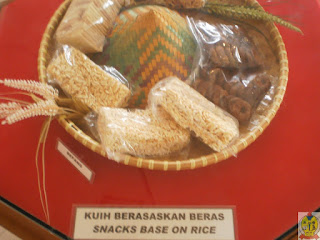 KUIH BERASASKAN BERAS
SNACKS BASE ON RICE